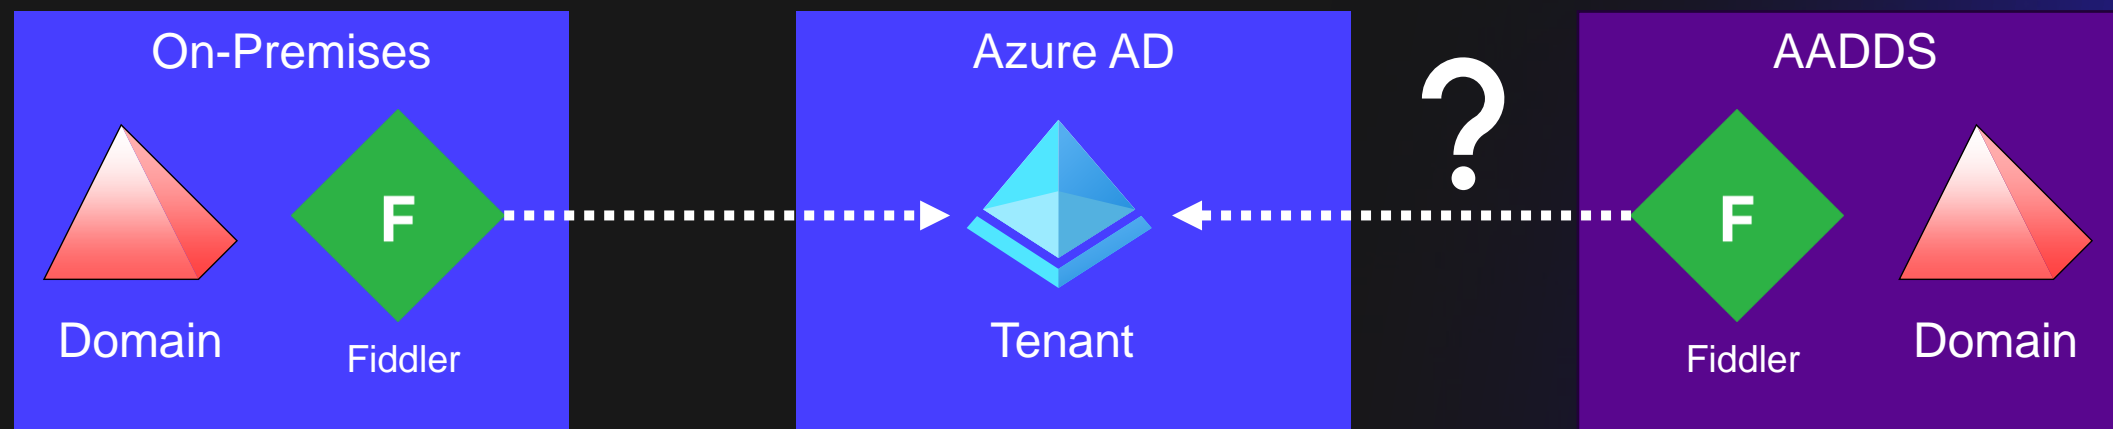 On-Premises
F
Domain
Fiddler
Azure AD
Tenant
?
AADDS
F
Fiddler
Domain